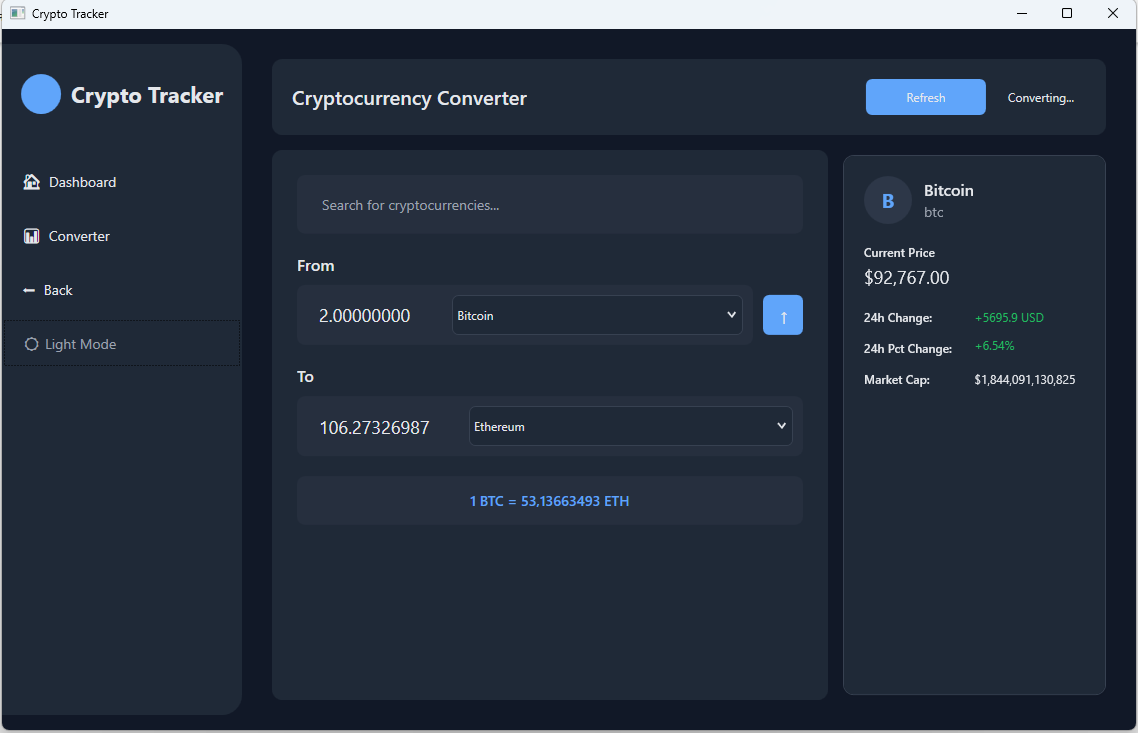 Crypto Tracker
Crypto Tracker
Dashboard
Converter
Back
Light Mode
Cryptocurrency Converter
Refresh
Converting...
Search for cryptocurrencies...
From
2.00000000
Bitcoin
↑
To
106.27326987
Ethereum
1 BTC = 53,13663493 ETH
B
Bitcoin
btc
Current Price
$92,767.00
24h Change: +5695.9 USD
24h Pct Change: +6.54%
Market Cap: $1,844,091,130,825